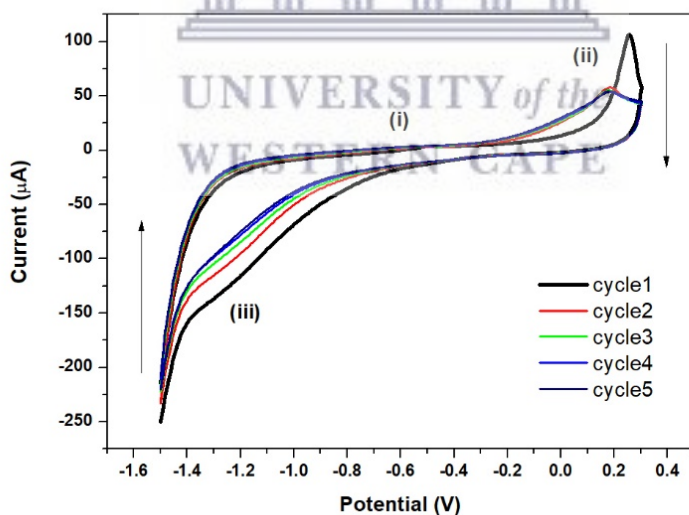 UNIVERSITY of the
WESTERN CAPE
100
50
0
-50
-100
-150
-200
-250
Current (µA)
(i)
(ii)
(iii)
cycle1
cycle2
cycle3
cycle4
cycle5
-1.6 -1.4 -1.2 -1.0 -0.8 -0.6 -0.4 -0.2 0.0 0.2 0.4
Potential (V)